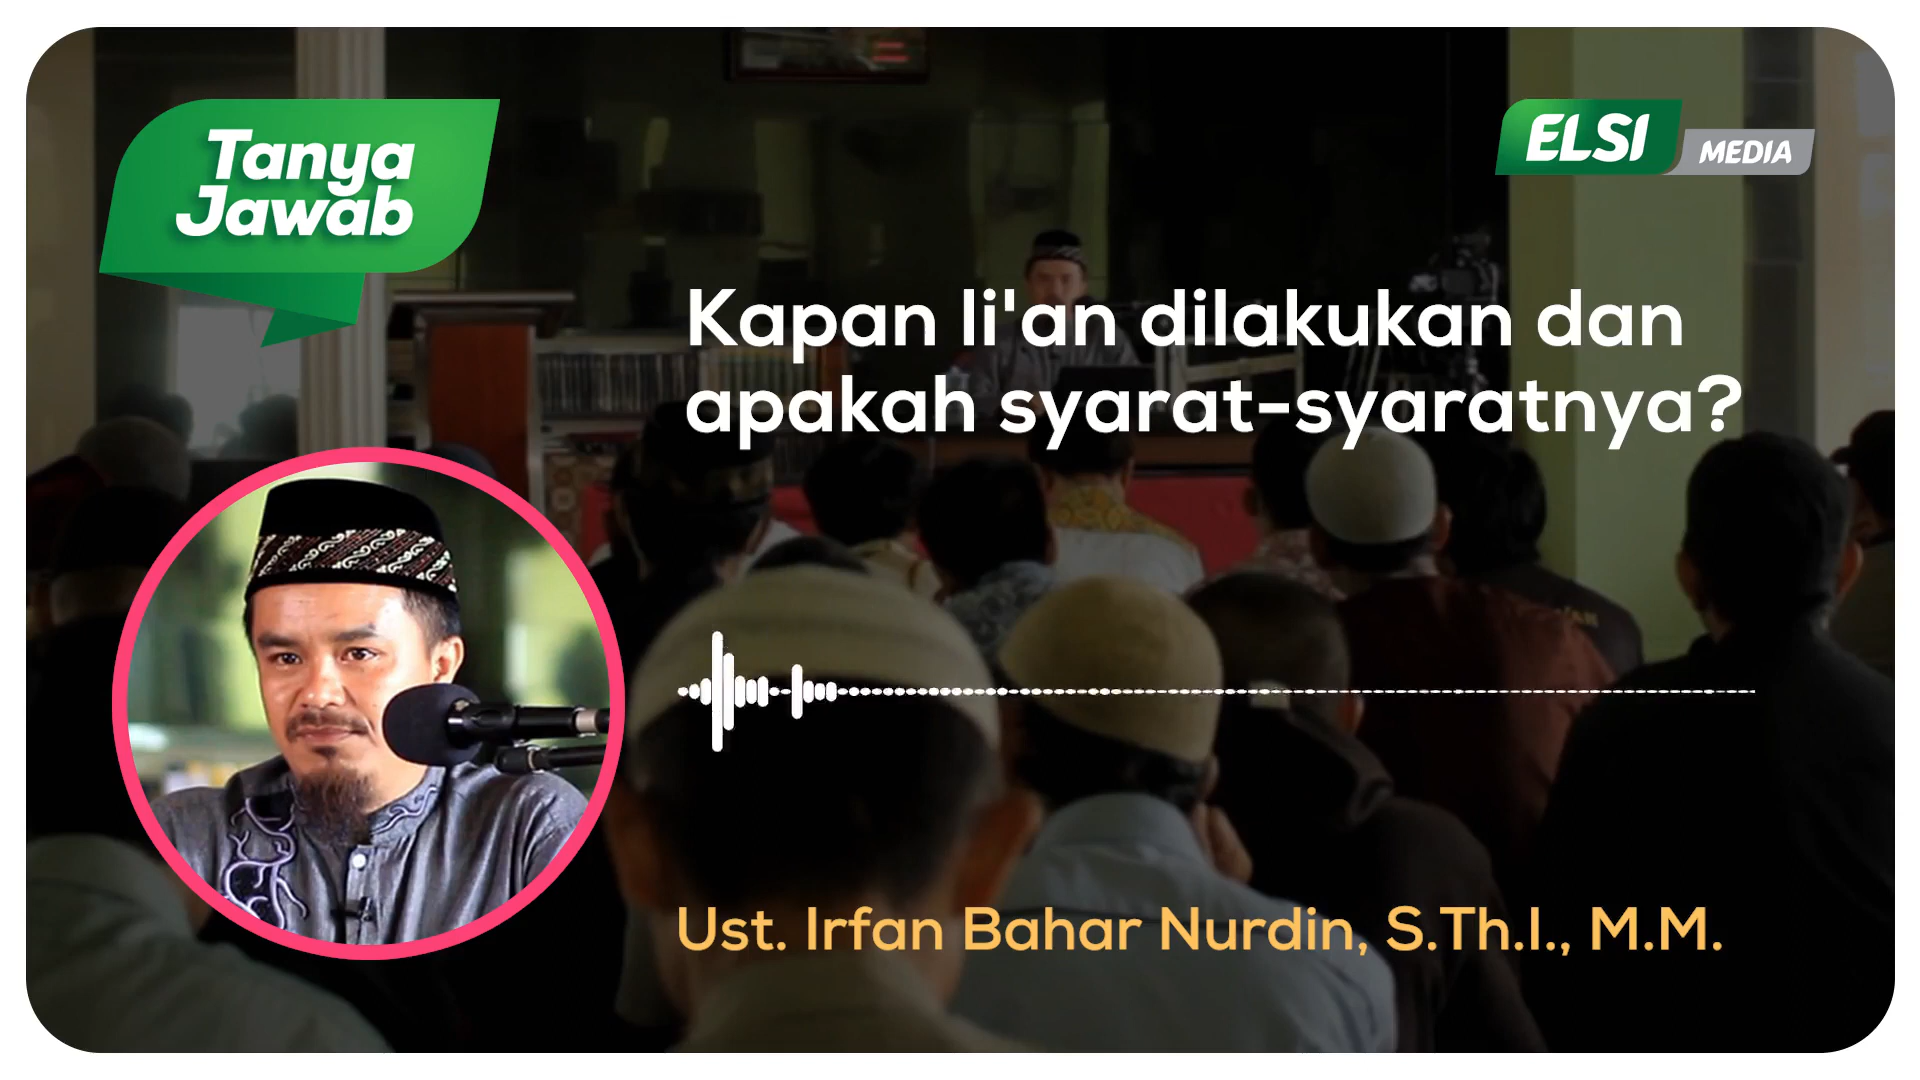 Tanya
Jawab
ELSI
MEDIA
Kapan li'an dilakukan dan
apakah syarat-syaratnya?
Ust. Irfan Bahar Nurdin, S.Th.I., M.M.